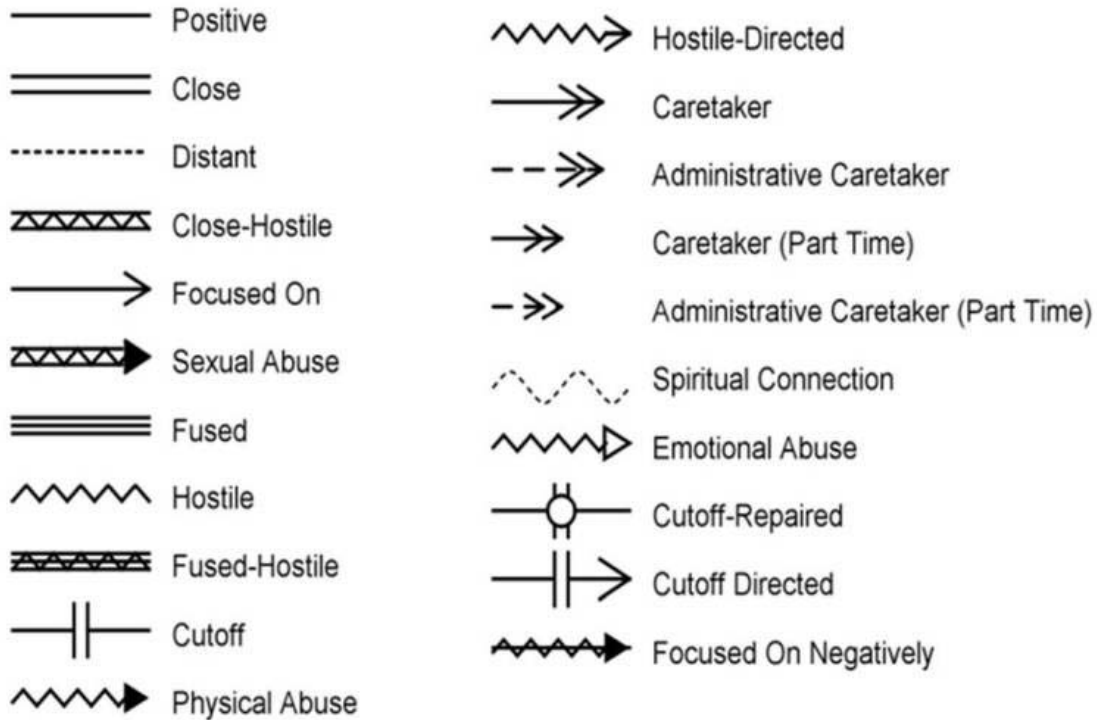 Positive
Close
Distant
Close-Hostile
Focused On
Sexual Abuse
Fused
Hostile
Fused-Hostile
Cutoff
Physical Abuse
Hostile-Directed
Caretaker
Administrative Caretaker
Caretaker (Part Time)
Administrative Caretaker (Part Time)
Spiritual Connection
Emotional Abuse
Cutoff-Repaired
Cutoff Directed
Focused On Negatively